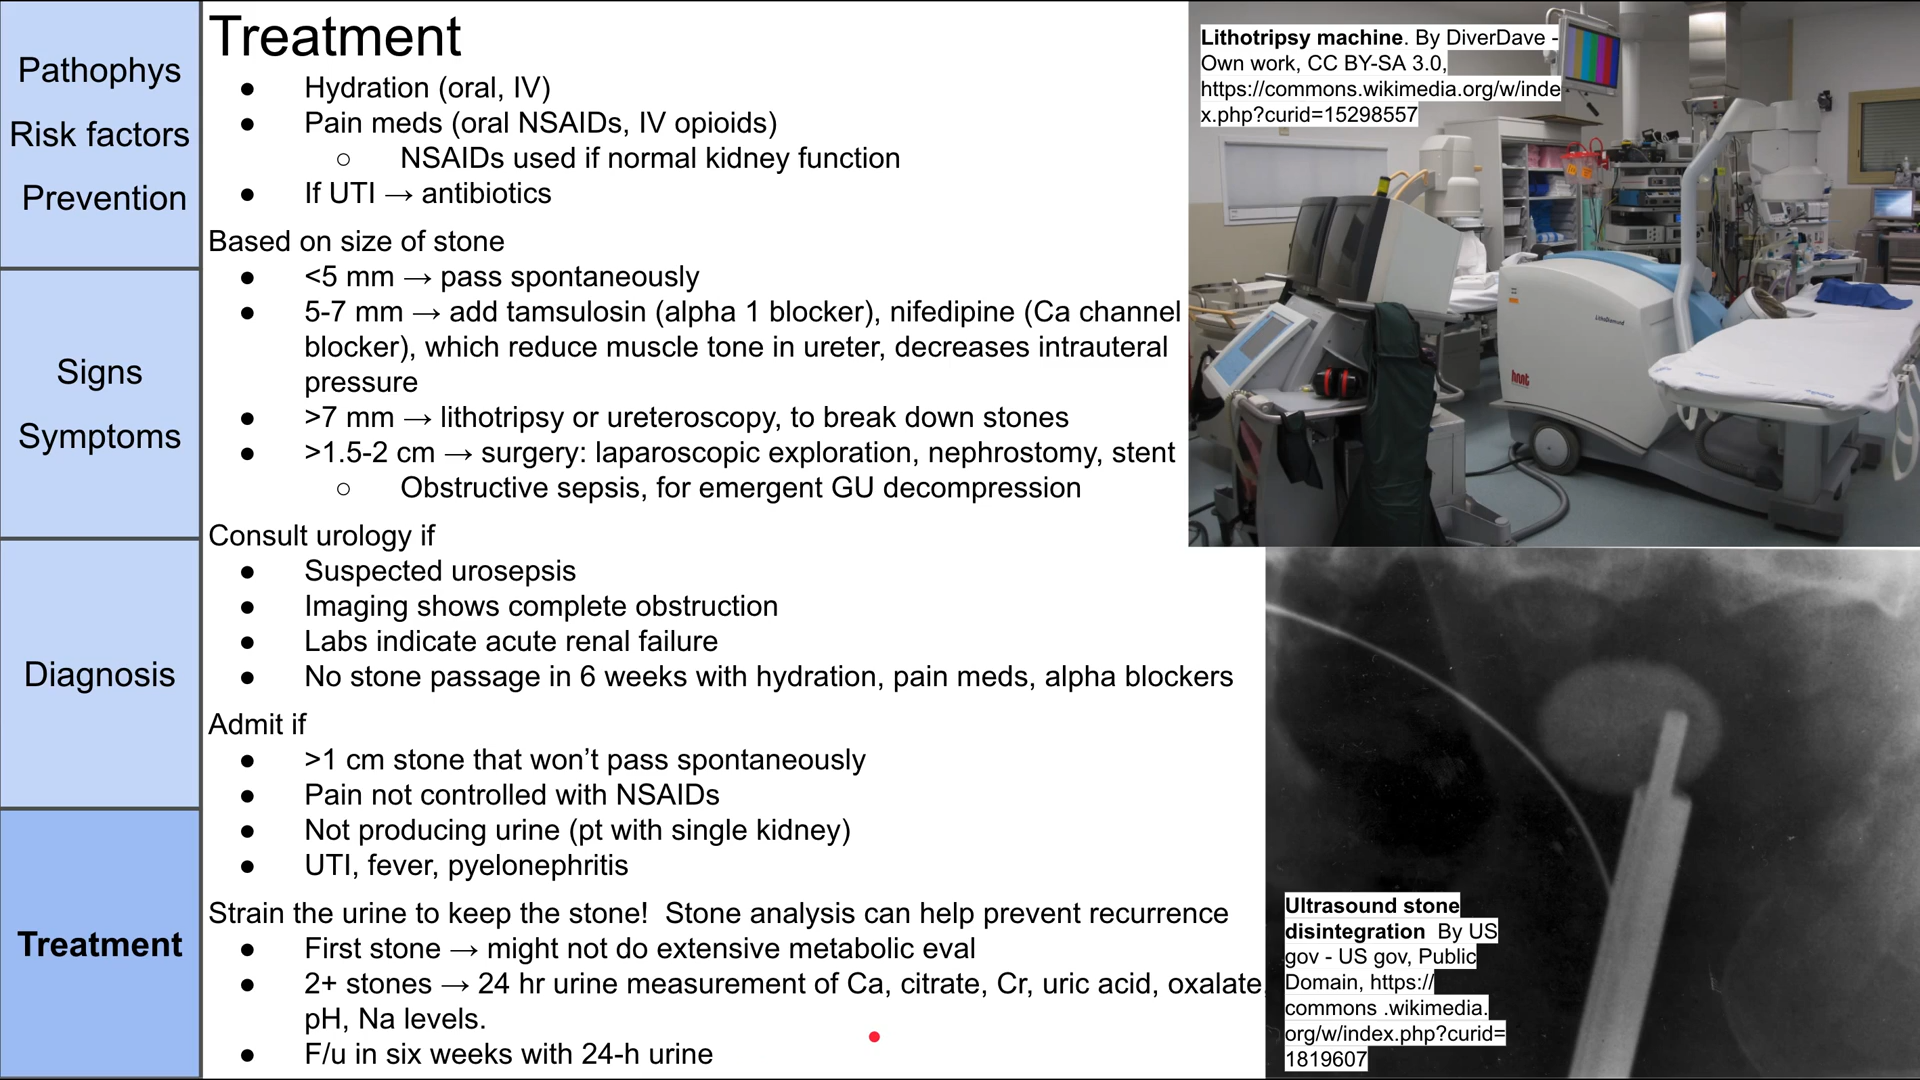 Pathophys
Risk factors
Prevention
Signs
Symptoms
Diagnosis
Treatment
Treatment
● Hydration (oral, IV)
● Pain meds (oral NSAIDs, IV opioids)
○ NSAIDs used if normal kidney function
● If UTI → antibiotics
Based on size of stone
● <5 mm → pass spontaneously
● 5-7 mm → add tamsulosin (alpha 1 blocker), nifedipine (Ca channel
blocker), which reduce muscle tone in ureter, decreases intrauteral
pressure
● >7 mm → lithotripsy or ureteroscopy, to break down stones
● >1.5-2 cm → surgery: laparoscopic exploration, nephrostomy, stent
○ Obstructive sepsis, for emergent GU decompression
Consult urology if
● Suspected urosepsis
● Imaging shows complete obstruction
● Labs indicate acute renal failure
● No stone passage in 6 weeks with hydration, pain meds, alpha blockers
Admit if
● >1 cm stone that won’t pass spontaneously
● Pain not controlled with NSAIDs
● Not producing urine (pt with single kidney)
● UTI, fever, pyelonephritis
Strain the urine to keep the stone!  Stone analysis can help prevent recurrence
● First stone → might not do extensive metabolic eval
● 2+ stones → 24 hr urine measurement of Ca, citrate, Cr, uric acid, oxalate,
pH, Na levels.
● F/u in six weeks with 24-h urine
Lithotripsy machine. By DiverDave -
Own work, CC BY-SA 3.0,
https://commons.wikimedia.org/w/inde
x.php?curid=15298557
hmt
Ultrasound stone
disintegration  By US
gov - US gov, Public
Domain, https://
commons .wikimedia.
org/w/index.php?curid=
1819607